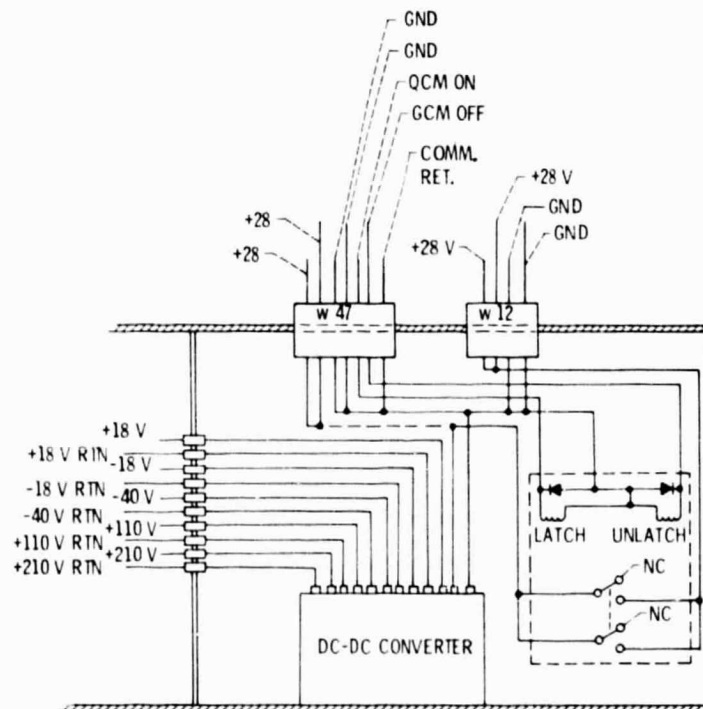 GND
GND
QCM ON
GCM OFF
COMM.
RET.
+28
+28
+28 V
GND
GND
+28 V
W 47
W 12
+18 V
+18 V RTN
-18 V
-18 V RTN
-40 V
-40 V RTN
+110 V
+110 V RTN
+210 V
+210 V RTN
LATCH UNLATCH
NC
NC
DC-DC CONVERTER